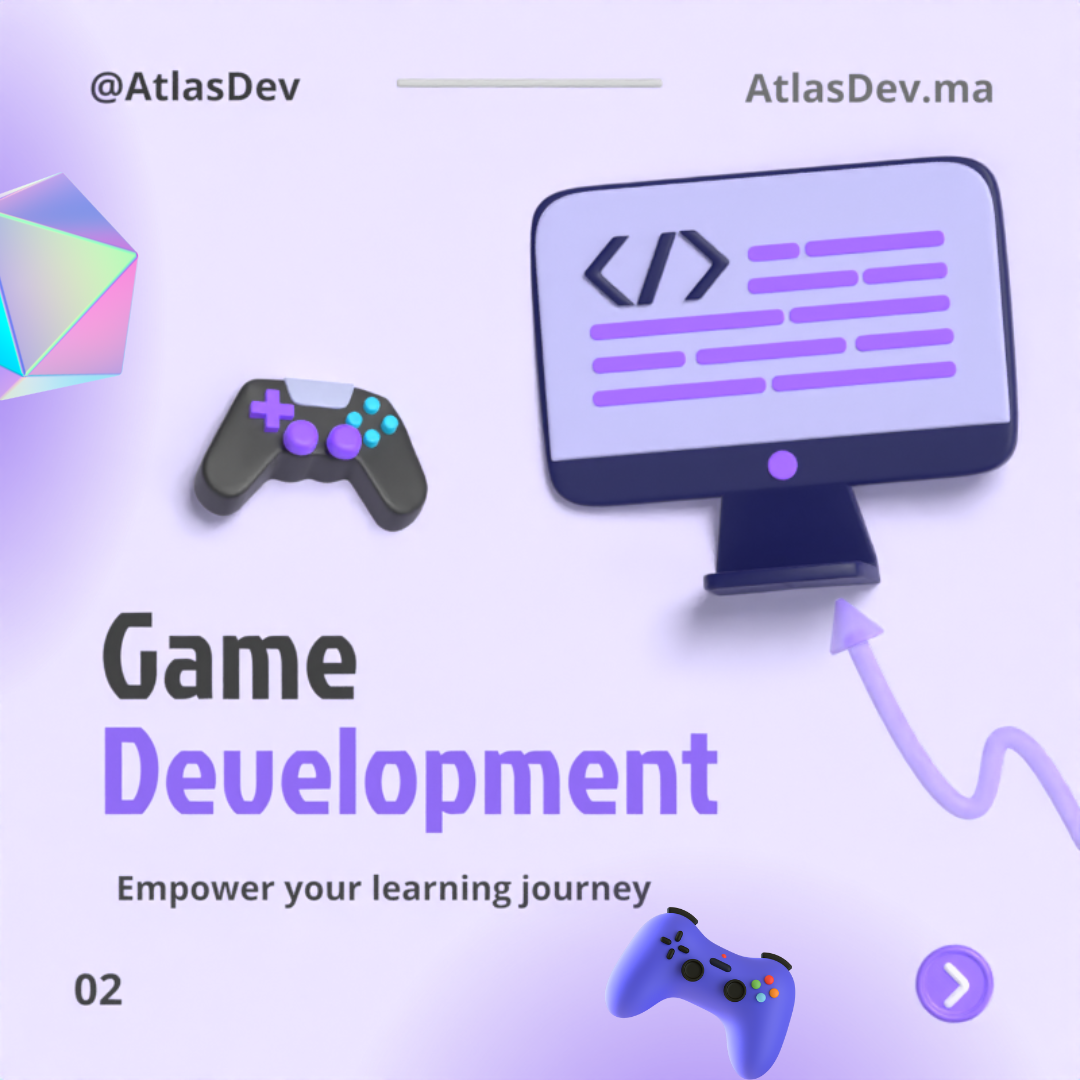 @AtlasDev
AtlasDev.ma
</>
Game
Development
Empower your learning journey
02